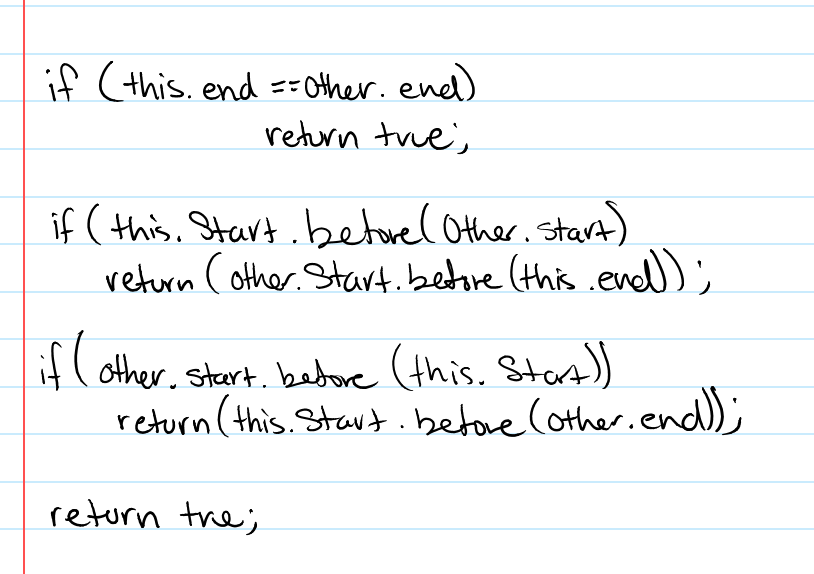 if (this.end ==other.end)
return true;
if (this.Start.before(Other.start)
return (other.Start.before(this.end));
if (other.start.before (this.Start))
return(this.Start.before(other.end));
return tre;